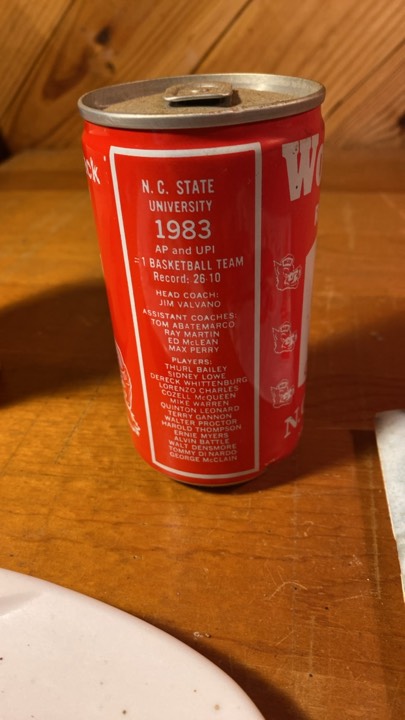 ok'
N.C. STATE
UNIVERSITY
1983
AP and UPI
#1 BASKETBALL TEAM
Record: 26-10
HEAD COACH:
JIM VALVANO
ASSISTANT COACHES:
TOM ABATEMARCO
RAY MARTIN
ED McLEAN
MAX PERRY
PLAYERS:
THURL BAILEY
SIDNEY LOWE
DERECK WHITTENBURG
LORENZO CHARLES
COZELL McQUEEN
MIKE WARREN
QUINTON LEONARD
TERRY GANNON
WALTER PROCTOR
HAROLD THOMPSON
ERNIE MYERS
ALVIN BATTLE
WALT DENSMORE
TOMMY DI NARDO
GEORGE McCLAIN
WO
N.